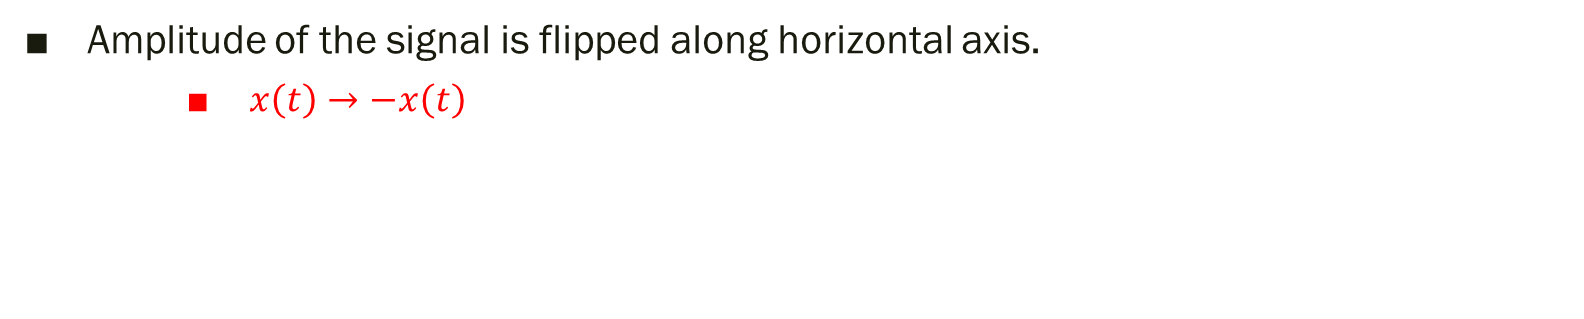 ■ Amplitude of the signal is flipped along horizontal axis.
■ x(t) → −x(t)